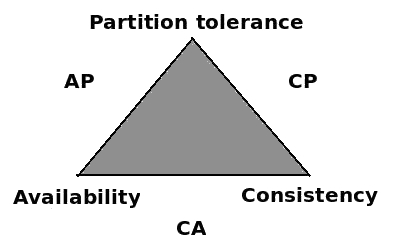 Partition tolerance
AP
CP
Availability
Consistency
CA